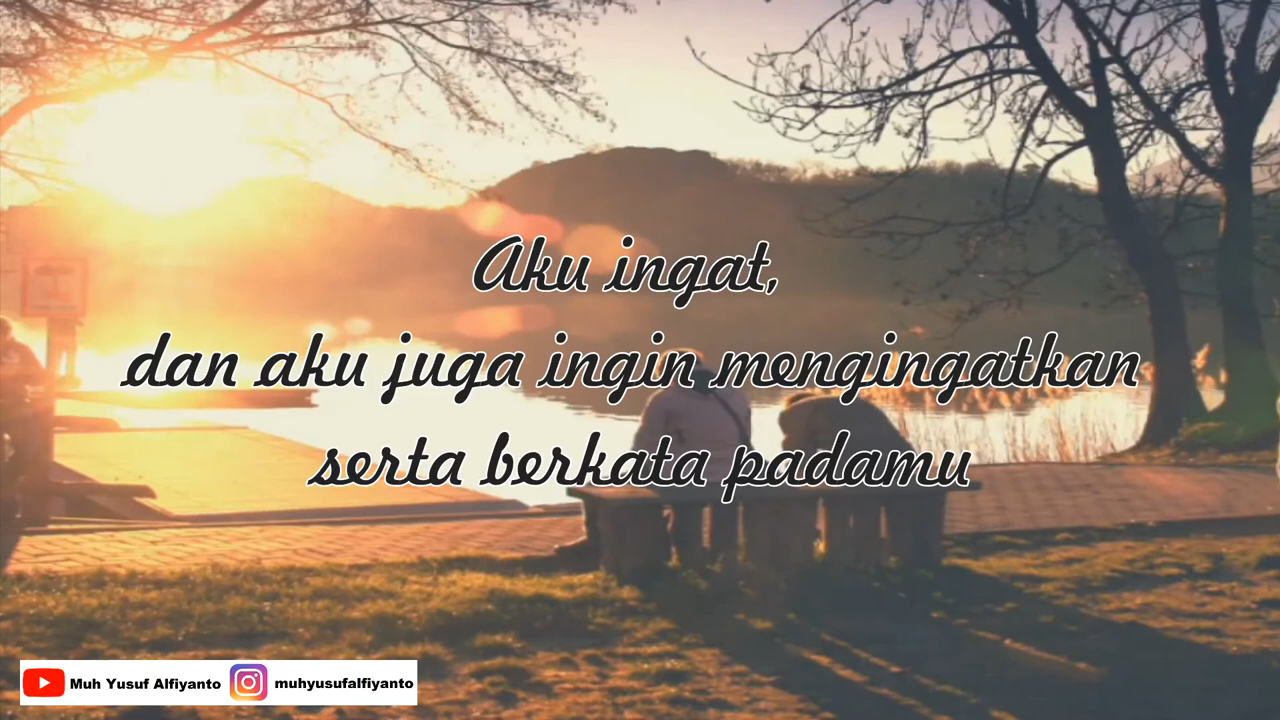 Aku ingat,
dan aku juga ingin mengingatkan
serta berkata padamu
Muh Yusuf Alfiyanto muhyusufalfiyanto